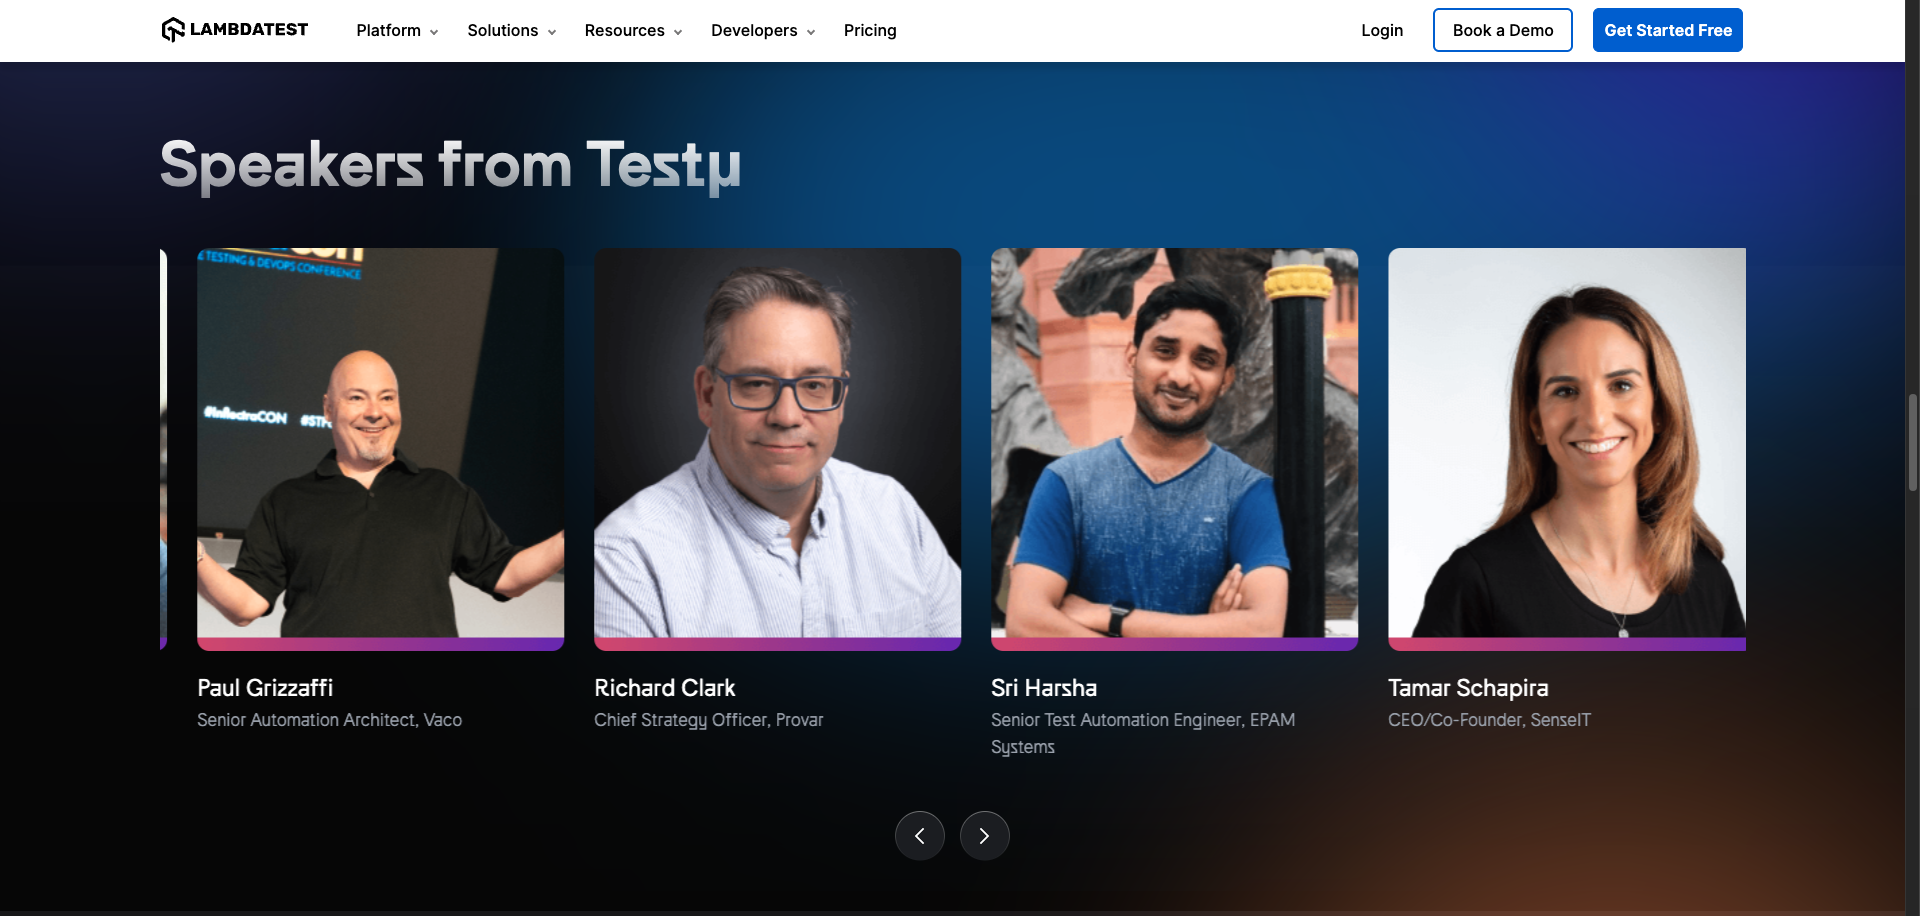 LAMBDATEST
Platform
Solutions
Resources
Developers
Pricing
Login
Book a Demo
Get Started Free
Speakers from Testμ
E TESTING & DEVOPS CONFERENCE
#InflectraCON #STP
Paul Grizzaffi
Senior Automation Architect, Vaco
Richard Clark
Chief Strategy Officer, Provar
Sri Harsha
Senior Test Automation Engineer, EPAM
Systems
Tamar Schapira
CEO/Co-Founder, SenseIT